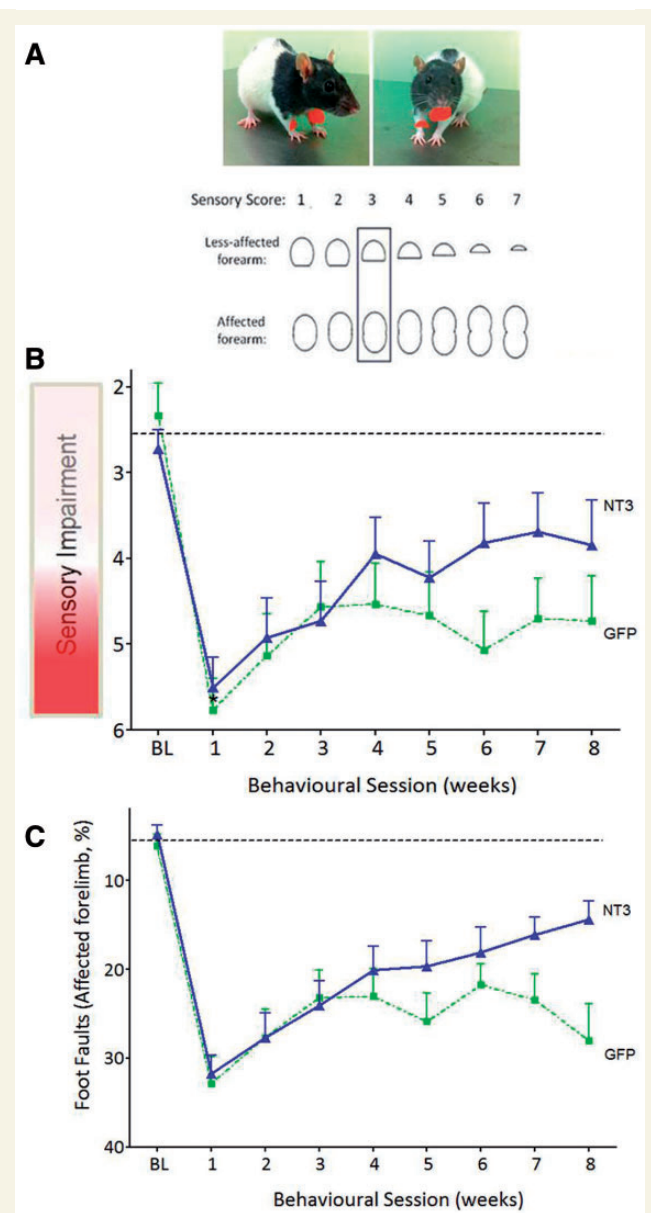 A
Sensory Score: 1 2 3 4 5 6 7
Less-affected
forearm:
Affected
forearm:
B
Sensory Impairment
2
3
4
5
6
NT3
GFP
*
BL 1 2 3 4 5 6 7 8
Behavioural Session (weeks)
C
Foot Faults (Affected forelimb, %)
10
20
30
40
NT3
GFP
BL 1 2 3 4 5 6 7 8
Behavioural Session (weeks)